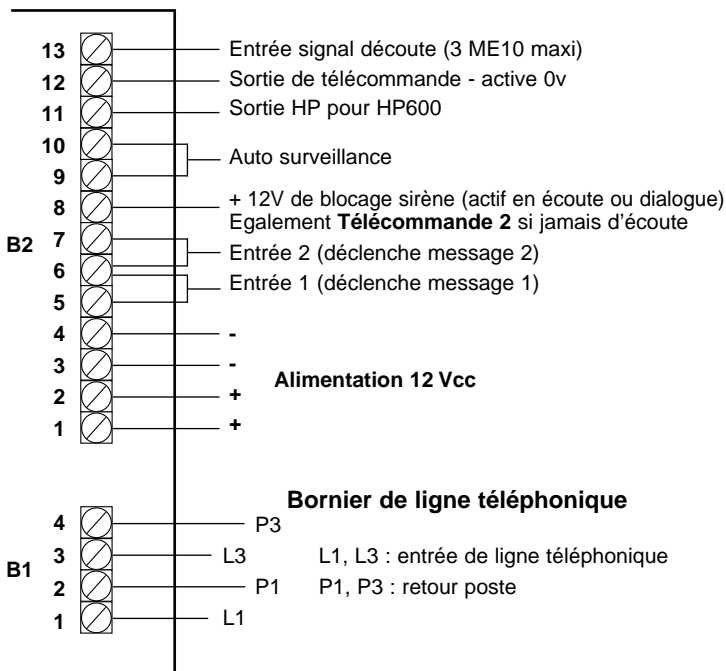 13 Entrée signal découte (3 ME10 maxi)
12 Sortie de télécommande - active 0v
11 Sortie HP pour HP600
10
Auto surveillance
9
8 + 12V de blocage sirène (actif en écoute ou dialogue)
Egalement Télécommande 2 si jamais d'écoute
B2 7
Entrée 2 (déclenche message 2)
6
Entrée 1 (déclenche message 1)
5
4 -
3 -
Alimentation 12 Vcc
2 +
1 +
Bornier de ligne téléphonique
4 P3
3 L3 L1, L3 : entrée de ligne téléphonique
B1
2 P1 P1, P3 : retour poste
1 L1